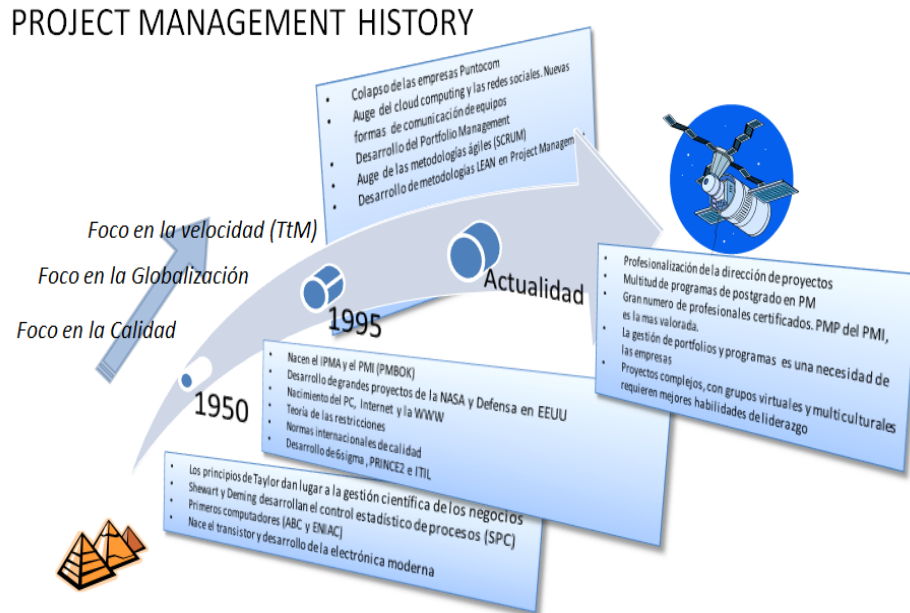 PROJECT MANAGEMENT HISTORY
• Colapso de las empresas Puntocom
• Auge del cloud computing y las redes sociales. Nuevas
formas de comunicación de equipos
• Desarrollo del Portfolio Management
• Auge de las metodologías ágiles (SCRUM)
• Desarrollo de metodologías LEAN en Project Managem
Foco en la velocidad (TtM)
Foco en la Globalización
Foco en la Calidad
1950
1995
Actualidad
• Profesionalización de la dirección de proyectos
• Multitud de programas de postgrado en PM
• Gran numero de profesionales certificados. PMP del PMI,
es la mas valorada.
• La gestión de portfolios y programas es una necesidad de
las empresas
• Proyectos complejos, con grupos virtuales y multiculturales
requieren mejores habilidades de liderazgo
• Nacen el IPMA y el PMI (PMBOK)
• Desarrollo de grandes proyectos de la NASA y Defensa en EEUU
• Nacimiento del PC, Internet y la WWW
• Teoría de las restricciones
• Normas internacionales de calidad
• Desarrollo de 6sigma , PRINCE2 e ITIL
• Los principios de Taylor dan lugar a la gestión científica de los negocios
• Shewart y Deming desarrollan el control estadístico de procesos (SPC)
• Primeros computadores (ABC y ENIAC)
• Nace el transistor y desarrollo de la electrónica moderna